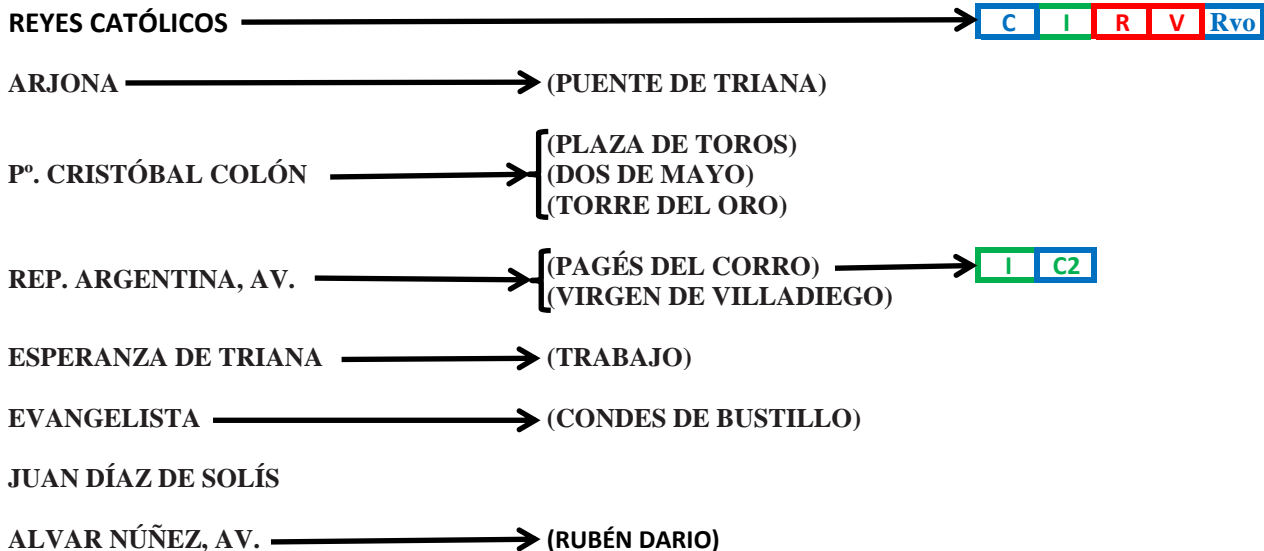 REYES CATÓLICOS C I R V Rvo
ARJONA (PUENTE DE TRIANA)
(PLAZA DE TOROS)
Pº. CRISTÓBAL COLÓN (DOS DE MAYO)
(TORRE DEL ORO)
REP. ARGENTINA, AV. (PAGÉS DEL CORRO) I C2
(VIRGEN DE VILLADIEGO)
ESPERANZA DE TRIANA (TRABAJO)
EVANGELISTA (CONDES DE BUSTILLO)
JUAN DÍAZ DE SOLÍS
ALVAR NÚÑEZ, AV. (RUBÉN DARIO)